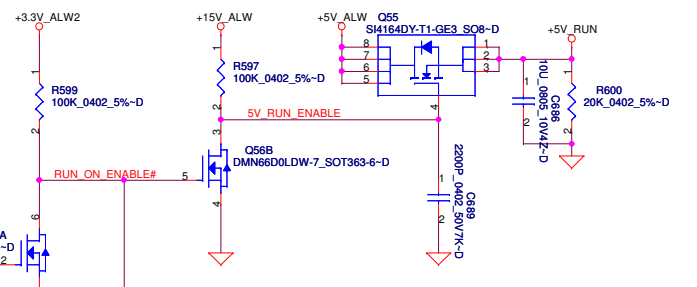 +3.3V_ALW2
+15V_ALW
+5V_ALW
Q55
SI4164DY-T1-GE3_SO8~D
+5V_RUN
8
7
6
5
1
2
3
4
1
R599
100K_0402_5%~D
2
1
R597
100K_0402_5%~D
2
1
10U_0805_10V4Z~D
C686
2
1
R600
20K_0402_5%~D
2
5V_RUN_ENABLE
3
Q56B
DMN66D0LDW-7_SOT363-6~D
5
4
RUN_ON_ENABLE#
1
2200P_0402_50V7K~D
C689
2
6
A
~D
2